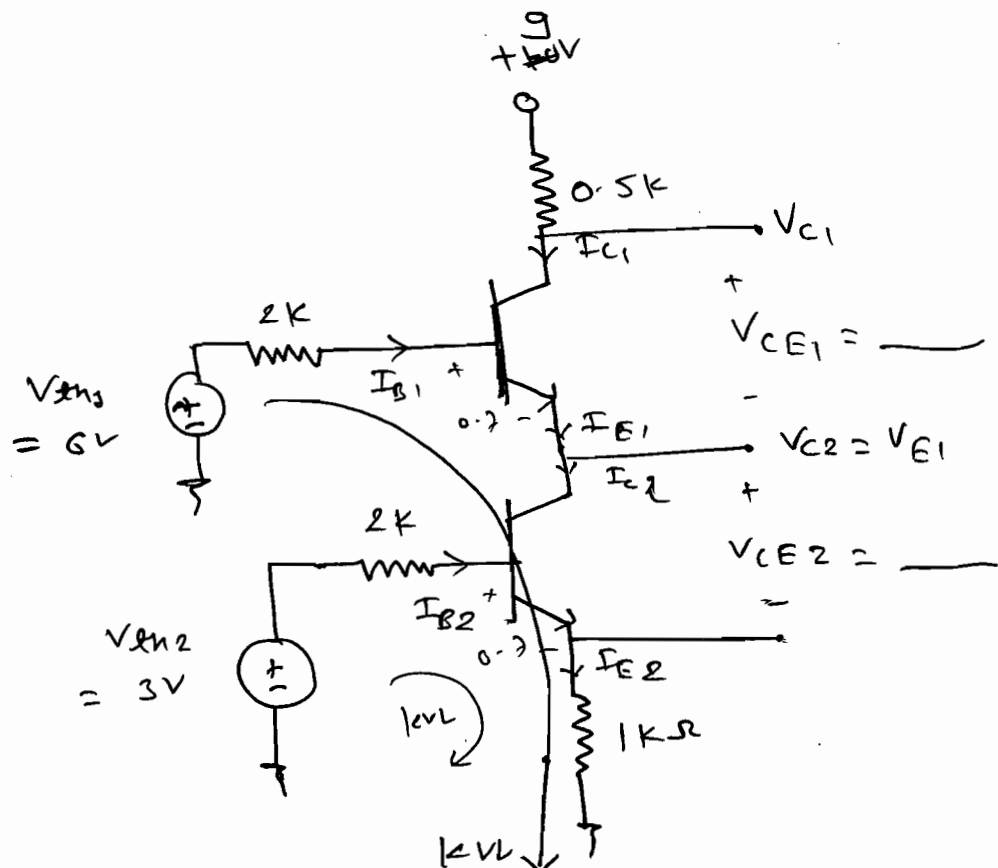 9
+ V
0.5K
VC1
IC1
+
2K
VCE1 = ___
IB1
+
-
Vth1
= 6V
+
-
0.7 -
IE1
VC2 = VE1
IC2
+
2K
VCE2 = ___
IB2
+
-
0.7 -
IE2
Vth2
= 3V
+
-
KVL
1KΩ
KVL